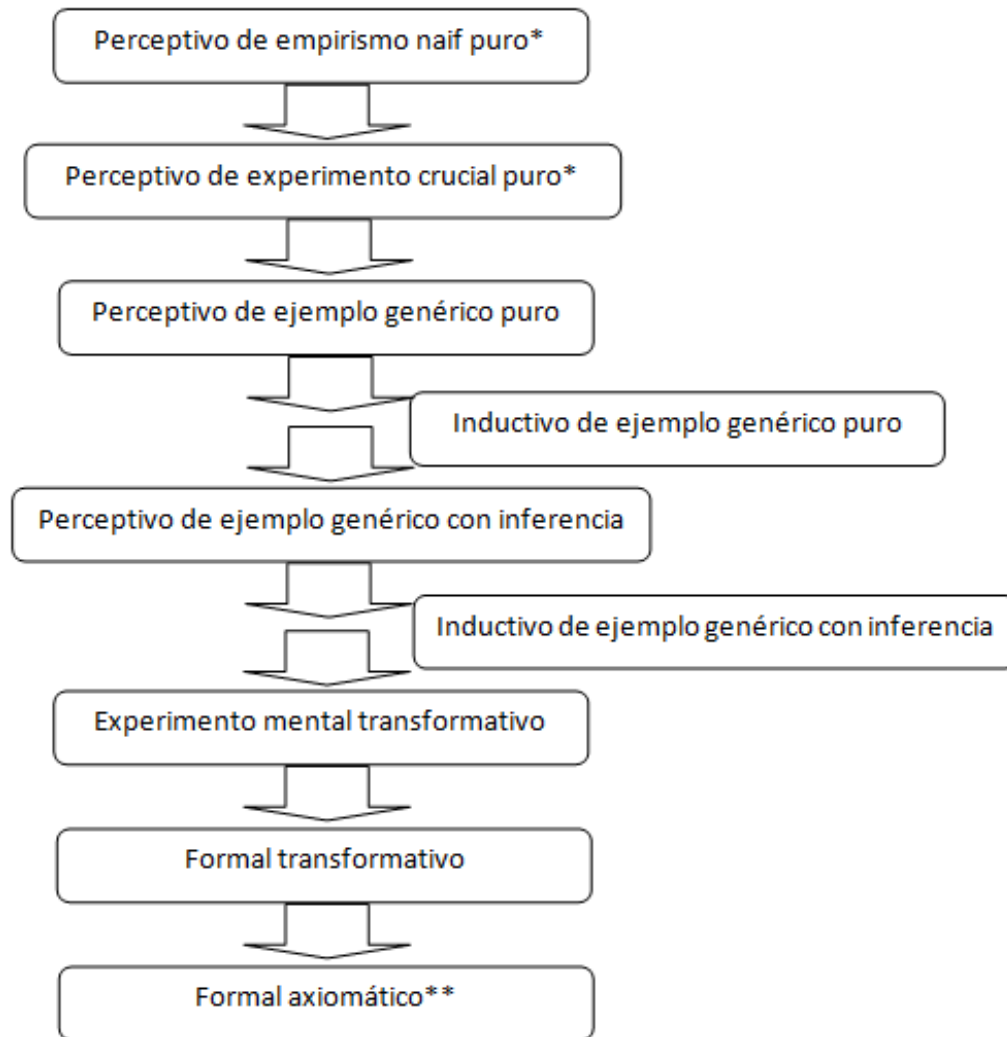 Perceptivo de empirismo naif puro*
Perceptivo de experimento crucial puro*
Perceptivo de ejemplo genérico puro
Inductivo de ejemplo genérico puro
Perceptivo de ejemplo genérico con inferencia
Inductivo de ejemplo genérico con inferencia
Experimento mental transformativo
Formal transformativo
Formal axiomático**